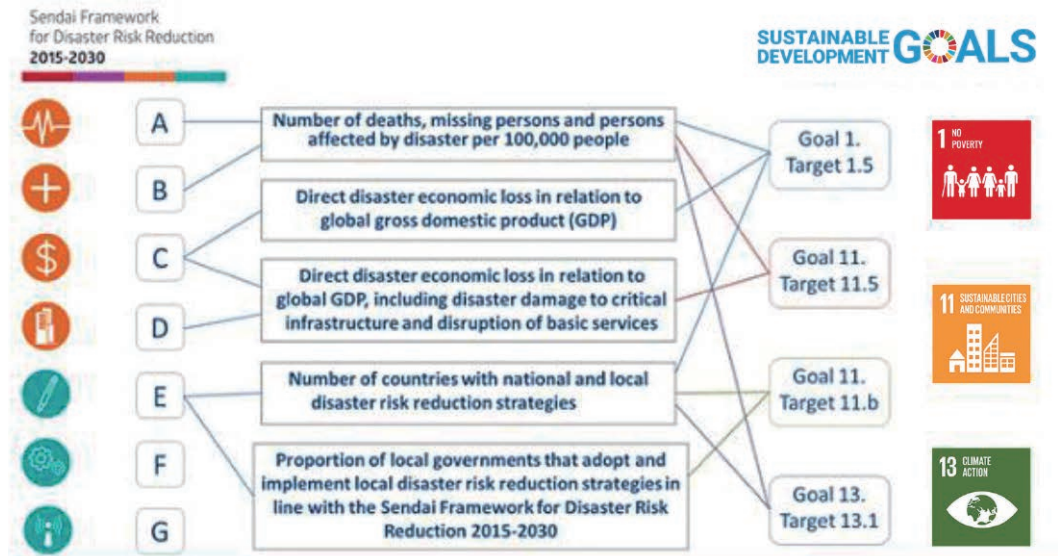 Sendai Framework
for Disaster Risk Reduction
2015-2030
SUSTAINABLE
DEVELOPMENT GOALS
A
Number of deaths, missing persons and persons
affected by disaster per 100,000 people
Goal 1.
Target 1.5
1 NO
POVERTY
B
Direct disaster economic loss in relation to
global gross domestic product (GDP)
$
C
Goal 11.
Target 11.5
Direct disaster economic loss in relation to
global GDP, including disaster damage to critical
infrastructure and disruption of basic services
D
11 SUSTAINABLE CITIES
AND COMMUNITIES
E
Number of countries with national and local
disaster risk reduction strategies
Goal 11.
Target 11.b
F
Proportion of local governments that adopt and
implement local disaster risk reduction strategies in
line with the Sendai Framework for Disaster Risk
Reduction 2015-2030
13 CLIMATE
ACTION
G
Goal 13.
Target 13.1